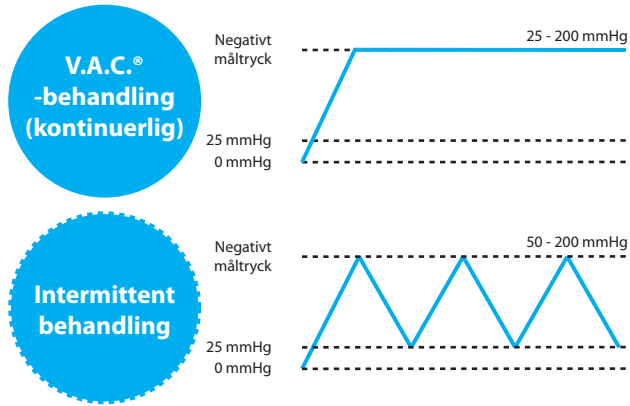 V.A.C.®
-behandling
(kontinuerlig)
Negativt
måltryck
25 - 200 mmHg
25 mmHg
0 mmHg
Intermittent
behandling
Negativt
måltryck
50 - 200 mmHg
25 mmHg
0 mmHg